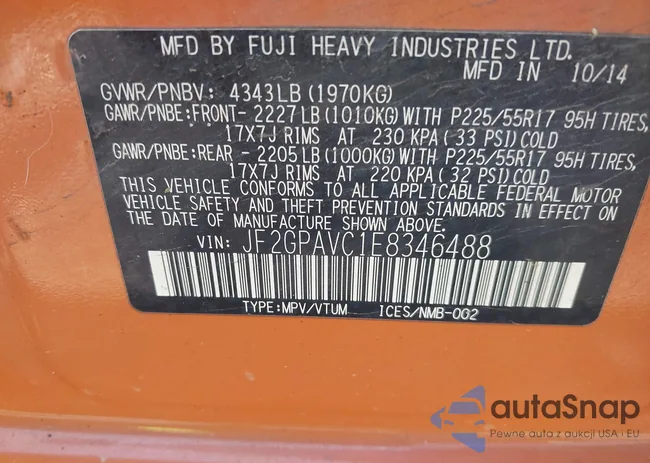 MFD BY FUJI HEAVY INDUSTRIES LTD.
MFD IN 10/14
GVWR/PNBV: 4343LB (1970KG)
GAWR/PNBE:FRONT- 2227LB (1010KG) WITH P225/55R17 95H TIRES,
17X7J RIMS AT 230 KPA (33 PSI) COLD
GAWR/PNBE:REAR - 2205LB (1000KG) WITH P225/55R17 95H TIRES,
17X7J RIMS AT 220 KPA (32 PSI) COLD
THIS VEHICLE CONFORMS TO ALL APPLICABLE FEDERAL MOTOR
VEHICLE SAFETY AND THEFT PREVENTION STANDARDS IN EFFECT ON
THE DATE OF MANUFACTURE SHOWN ABOVE.
VIN: JF2GPAVC1E8346488
TYPE:MPV/VTUM ICES/NMB-002
autaSnap
Pewne auta z aukcji USA i EU